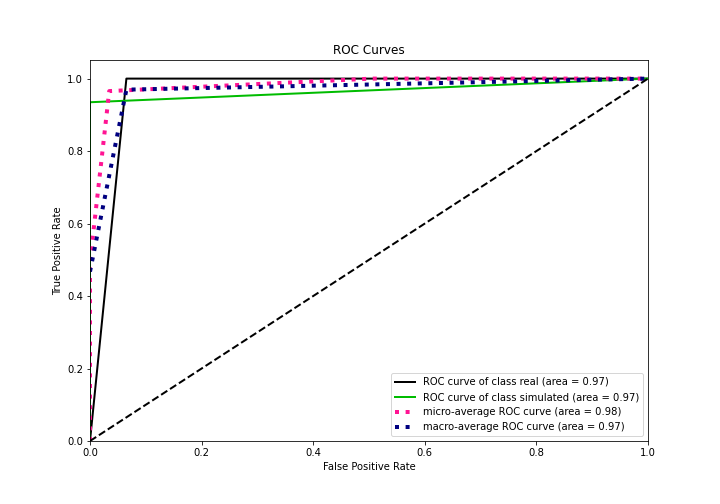 ROC Curves
True Positive Rate
1.0
0.8
0.6
0.4
0.2
0.0
0.0 0.2 0.4 0.6 0.8 1.0
False Positive Rate
ROC curve of class real (area = 0.97)
ROC curve of class simulated (area = 0.97)
micro-average ROC curve (area = 0.98)
macro-average ROC curve (area = 0.97)